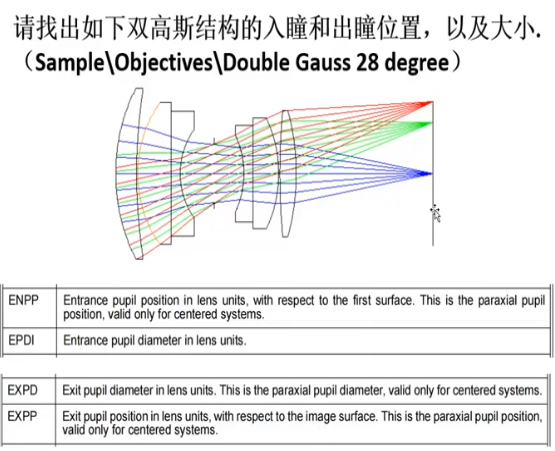 请找出如下双高斯结构的入瞳和出瞳位置，以及大小.
（Sample\Objectives\Double Gauss 28 degree）
ENPP Entrance pupil position in lens units, with respect to the first surface. This is the paraxial pupil
position, valid only for centered systems.
EPDI Entrance pupil diameter in lens units.
EXPD Exit pupil diameter in lens units. This is the paraxial pupil diameter, valid only for centered systems.
EXPP Exit pupil position in lens units, with respect to the image surface. This is the paraxial pupil position,
valid only for centered systems.